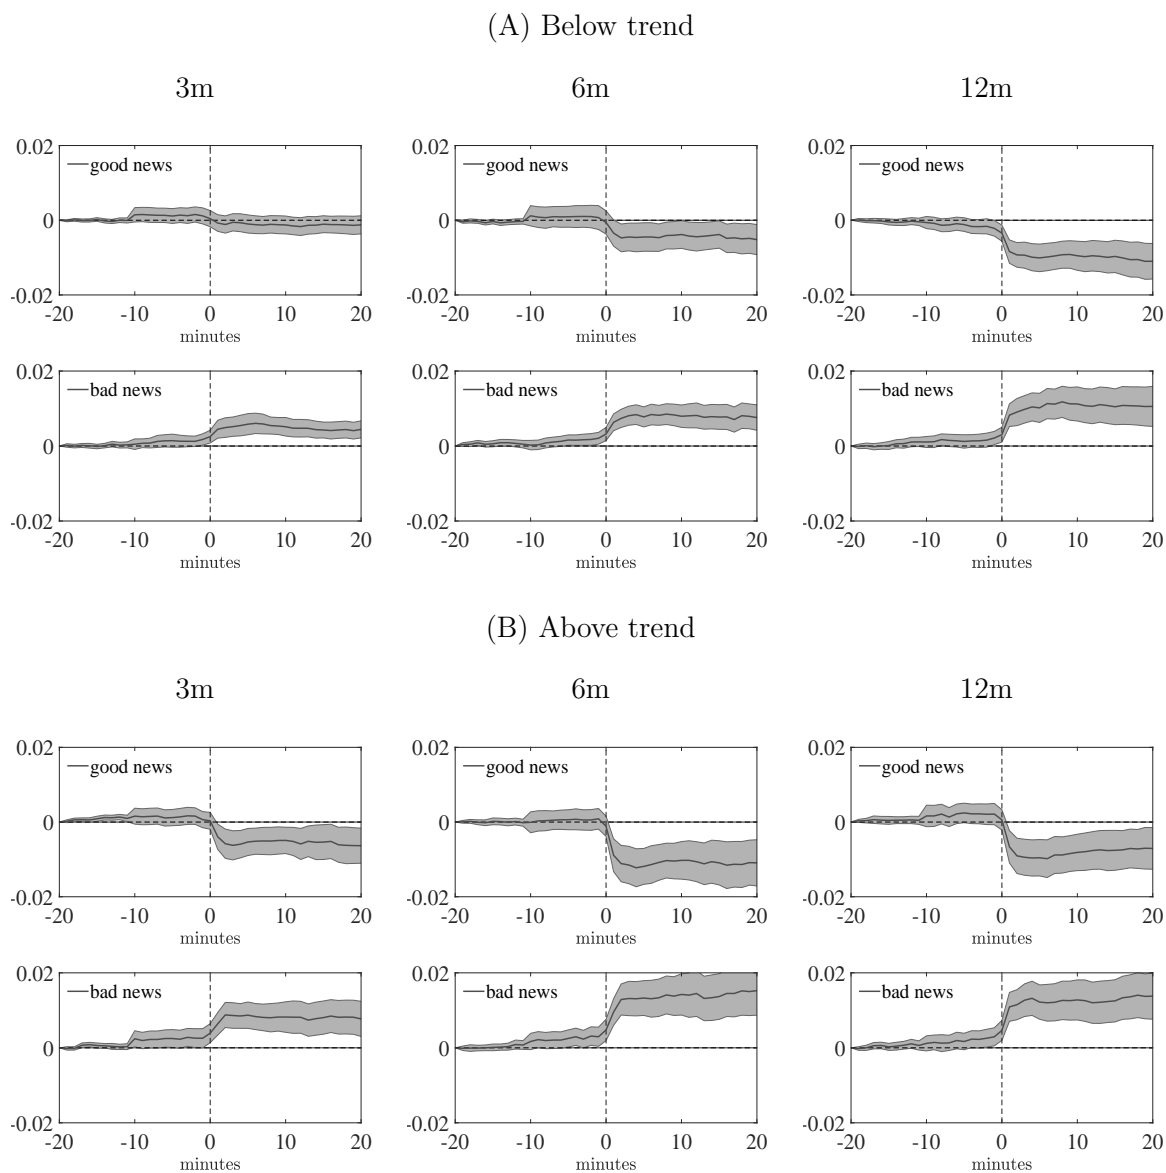 (A) Below trend
3m 6m 12m
0.02 0.02 0.02
good news good news good news
0 0 0
-0.02 -0.02 -0.02
-20 -10 0 10 20 -20 -10 0 10 20 -20 -10 0 10 20
minutes minutes minutes
0.02 0.02 0.02
bad news bad news bad news
0 0 0
-0.02 -0.02 -0.02
-20 -10 0 10 20 -20 -10 0 10 20 -20 -10 0 10 20
minutes minutes minutes
(B) Above trend
3m 6m 12m
0.02 0.02 0.02
good news good news good news
0 0 0
-0.02 -0.02 -0.02
-20 -10 0 10 20 -20 -10 0 10 20 -20 -10 0 10 20
minutes minutes minutes
0.02 0.02 0.02
bad news bad news bad news
0 0 0
-0.02 -0.02 -0.02
-20 -10 0 10 20 -20 -10 0 10 20 -20 -10 0 10 20
minutes minutes minutes